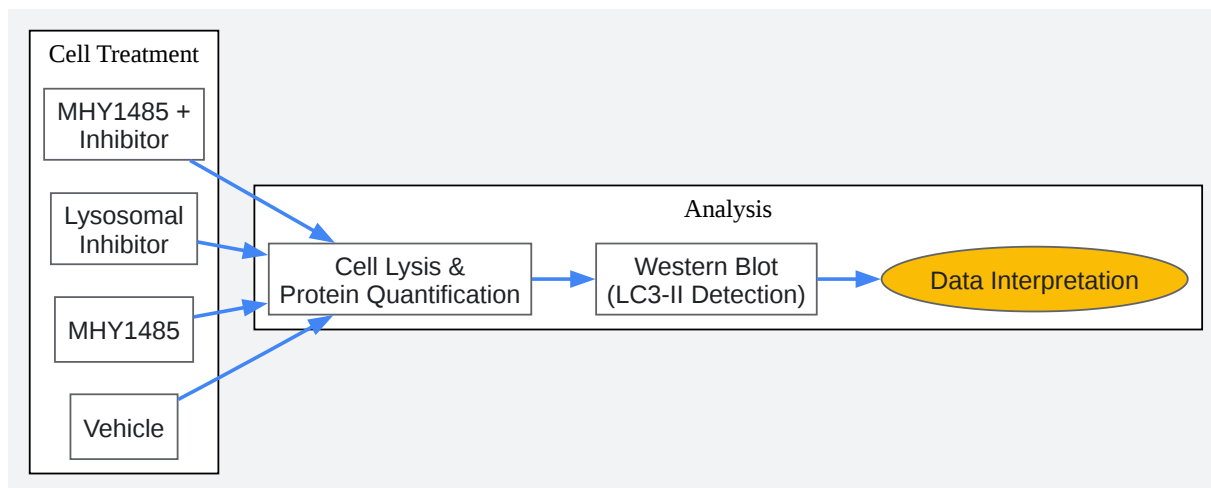 Cell Treatment
MHY1485 +
Inhibitor
Lysosomal
Inhibitor
MHY1485
Vehicle
Analysis
Cell Lysis &
Protein Quantification
Western Blot
(LC3-II Detection)
Data Interpretation